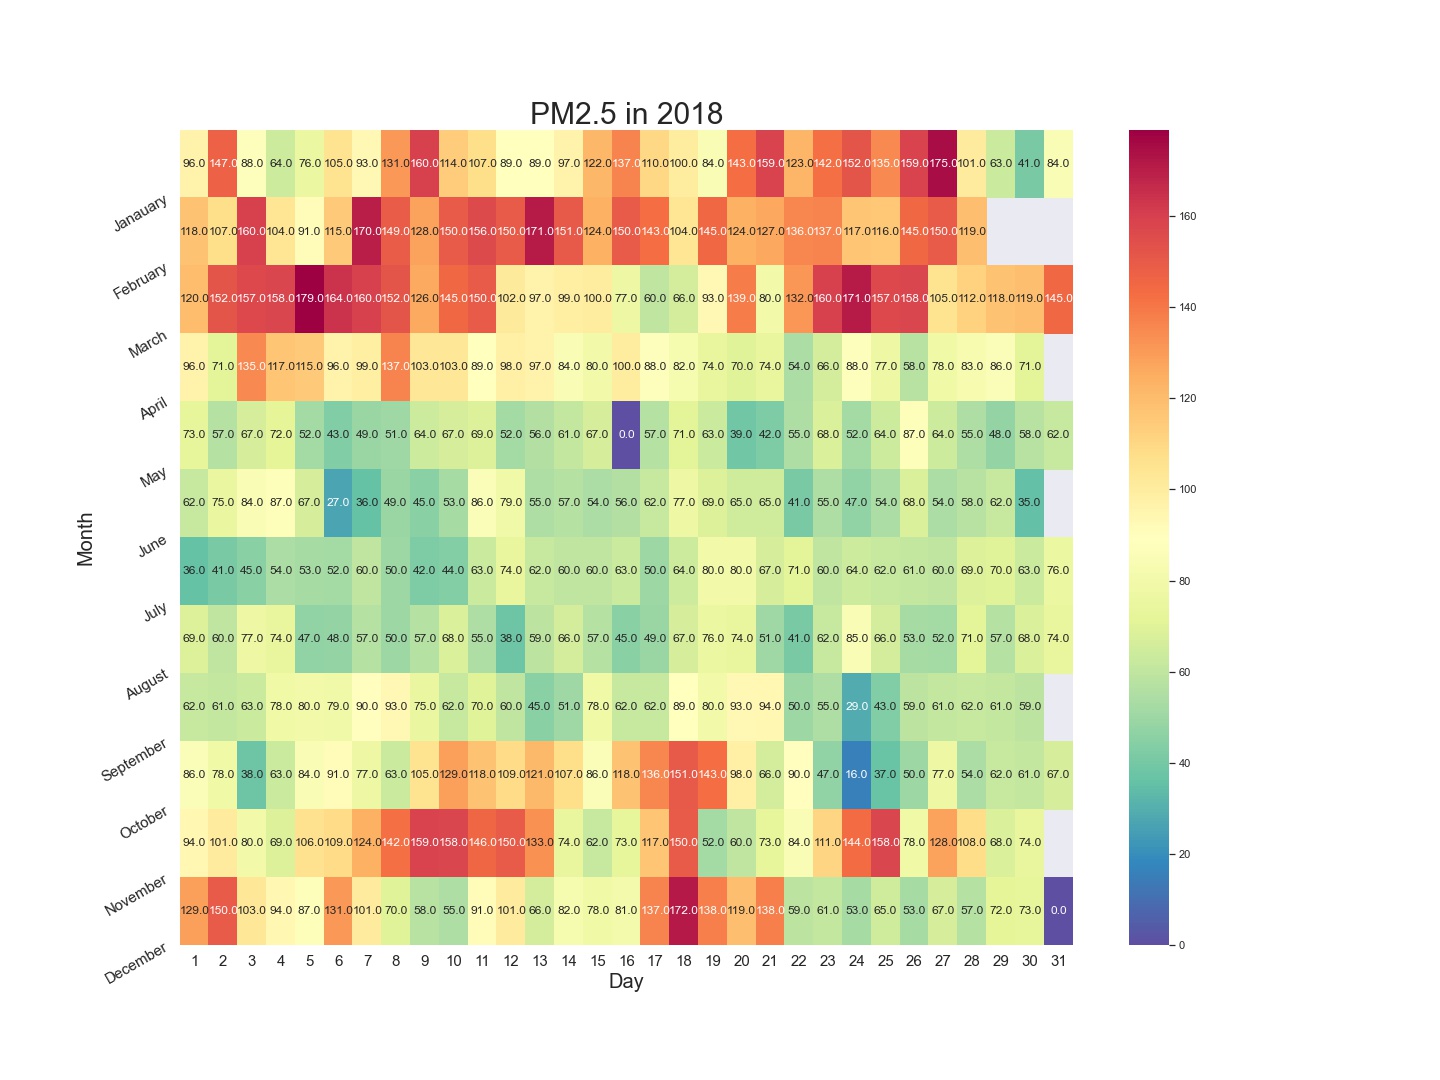 PM2.5 in 2018
96.0 147.0 88.0 64.0 76.0 105.0 93.0 131.0 160.0 114.0 107.0 89.0 89.0 97.0 122.0 137.0 110.0 100.0 84.0 143.0 159.0 123.0 142.0 152.0 135.0 159.0 175.0 101.0 63.0 41.0 84.0
Janauary
118.0 107.0 160.0 104.0 91.0 115.0 170.0 149.0 128.0 150.0 156.0 150.0 171.0 151.0 124.0 150.0 143.0 104.0 145.0 124.0 127.0 136.0 137.0 117.0 116.0 145.0 150.0 119.0
February
120.0 152.0 157.0 158.0 179.0 164.0 160.0 152.0 126.0 145.0 150.0 102.0 97.0 99.0 100.0 77.0 60.0 66.0 93.0 139.0 80.0 132.0 160.0 171.0 157.0 158.0 105.0 112.0 118.0 119.0 145.0
March
96.0 71.0 135.0 117.0 115.0 96.0 99.0 137.0 103.0 103.0 89.0 98.0 97.0 84.0 80.0 100.0 88.0 82.0 74.0 70.0 74.0 54.0 66.0 88.0 77.0 58.0 78.0 83.0 86.0 71.0
April
73.0 57.0 67.0 72.0 52.0 43.0 49.0 51.0 64.0 67.0 69.0 52.0 56.0 61.0 67.0 0.0 57.0 71.0 63.0 39.0 42.0 55.0 68.0 52.0 64.0 87.0 64.0 55.0 48.0 58.0 62.0
May
62.0 75.0 84.0 87.0 67.0 27.0 36.0 49.0 45.0 53.0 86.0 79.0 55.0 57.0 54.0 56.0 62.0 77.0 69.0 65.0 65.0 41.0 55.0 47.0 54.0 68.0 54.0 58.0 62.0 35.0
June
36.0 41.0 45.0 54.0 53.0 52.0 60.0 50.0 42.0 44.0 63.0 74.0 62.0 60.0 60.0 63.0 50.0 64.0 80.0 80.0 67.0 71.0 60.0 64.0 62.0 61.0 60.0 69.0 70.0 63.0 76.0
July
69.0 60.0 77.0 74.0 47.0 48.0 57.0 50.0 57.0 68.0 55.0 38.0 59.0 66.0 57.0 45.0 49.0 67.0 76.0 74.0 51.0 41.0 62.0 85.0 66.0 53.0 52.0 71.0 57.0 68.0 74.0
August
62.0 61.0 63.0 78.0 80.0 79.0 90.0 93.0 75.0 62.0 70.0 60.0 45.0 51.0 78.0 62.0 62.0 89.0 80.0 93.0 94.0 50.0 55.0 29.0 43.0 59.0 61.0 62.0 61.0 59.0
September
86.0 78.0 38.0 63.0 84.0 91.0 77.0 63.0 105.0 129.0 118.0 109.0 121.0 107.0 86.0 118.0 136.0 151.0 143.0 98.0 66.0 90.0 47.0 16.0 37.0 50.0 77.0 54.0 62.0 61.0 67.0
October
94.0 101.0 80.0 69.0 106.0 109.0 124.0 142.0 159.0 158.0 146.0 150.0 133.0 74.0 62.0 73.0 117.0 150.0 52.0 60.0 73.0 84.0 111.0 144.0 158.0 78.0 128.0 108.0 68.0 74.0
November
129.0 150.0 103.0 94.0 87.0 131.0 101.0 70.0 58.0 55.0 91.0 101.0 66.0 82.0 78.0 81.0 137.0 172.0 138.0 119.0 138.0 59.0 61.0 53.0 65.0 53.0 67.0 57.0 72.0 73.0 0.0
December
1 2 3 4 5 6 7 8 9 10 11 12 13 14 15 16 17 18 19 20 21 22 23 24 25 26 27 28 29 30 31
Day
Month
160
140
120
100
80
60
40
20
0